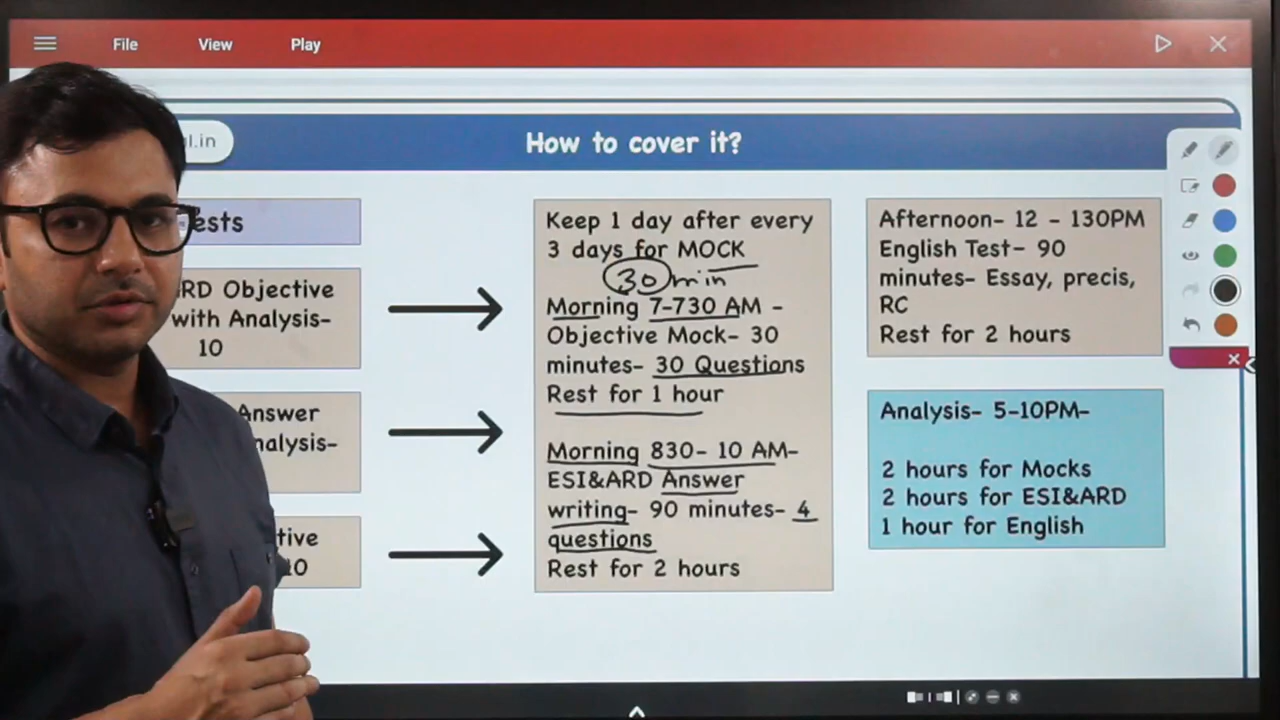 File View Play
l.in
How to cover it?
ests
RD Objective
with Analysis-
10
Answer
nalysis-
tive
10
Keep 1 day after every
3 days for MOCK
30 min
Morning 7-730 AM -
Objective Mock- 30
minutes- 30 Questions
Rest for 1 hour
Morning 830- 10 AM-
ESI&ARD Answer
writing- 90 minutes- 4
questions
Rest for 2 hours
Afternoon- 12 - 130PM
English Test- 90
minutes- Essay, precis,
RC
Rest for 2 hours
Analysis- 5-10PM-
2 hours for Mocks
2 hours for ESI&ARD
1 hour for English